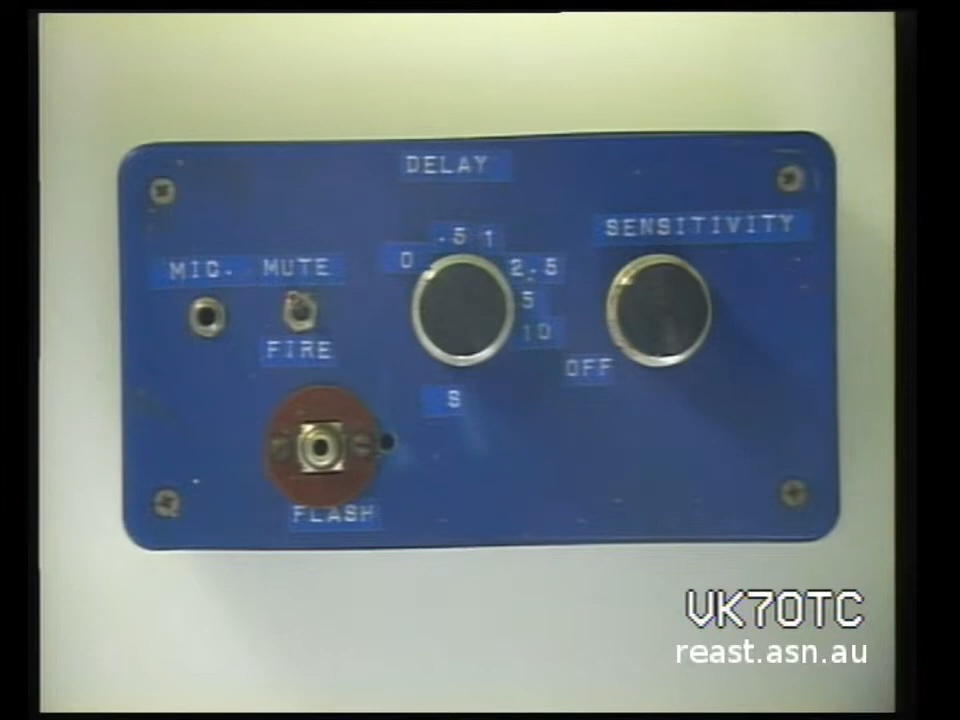 DELAY
SENSITIVITY
.5 1
0
2.5
MIC. MUTE
5
10
FIRE
OFF
S
FLASH
VK7OTC
reast.asn.au